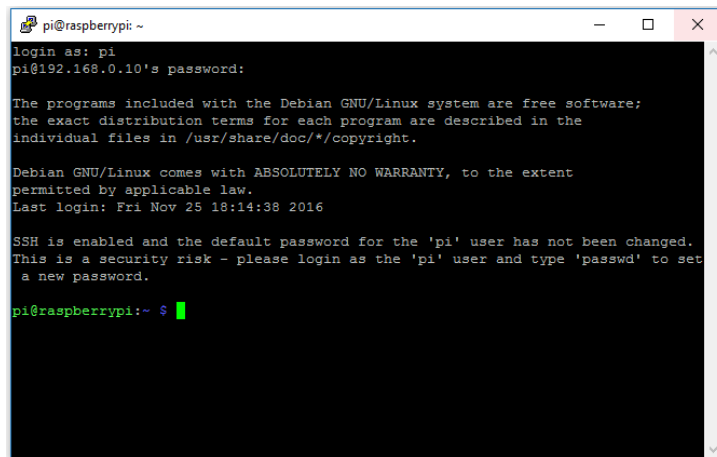 pi@raspberrypi: ~
login as: pi
pi@192.168.0.10's password:
The programs included with the Debian GNU/Linux system are free software;
the exact distribution terms for each program are described in the
individual files in /usr/share/doc/*/copyright.
Debian GNU/Linux comes with ABSOLUTELY NO WARRANTY, to the extent
permitted by applicable law.
Last login: Fri Nov 25 18:14:38 2016
SSH is enabled and the default password for the 'pi' user has not been changed.
This is a security risk - please login as the 'pi' user and type 'passwd' to set
 a new password.
pi@raspberrypi:~ $